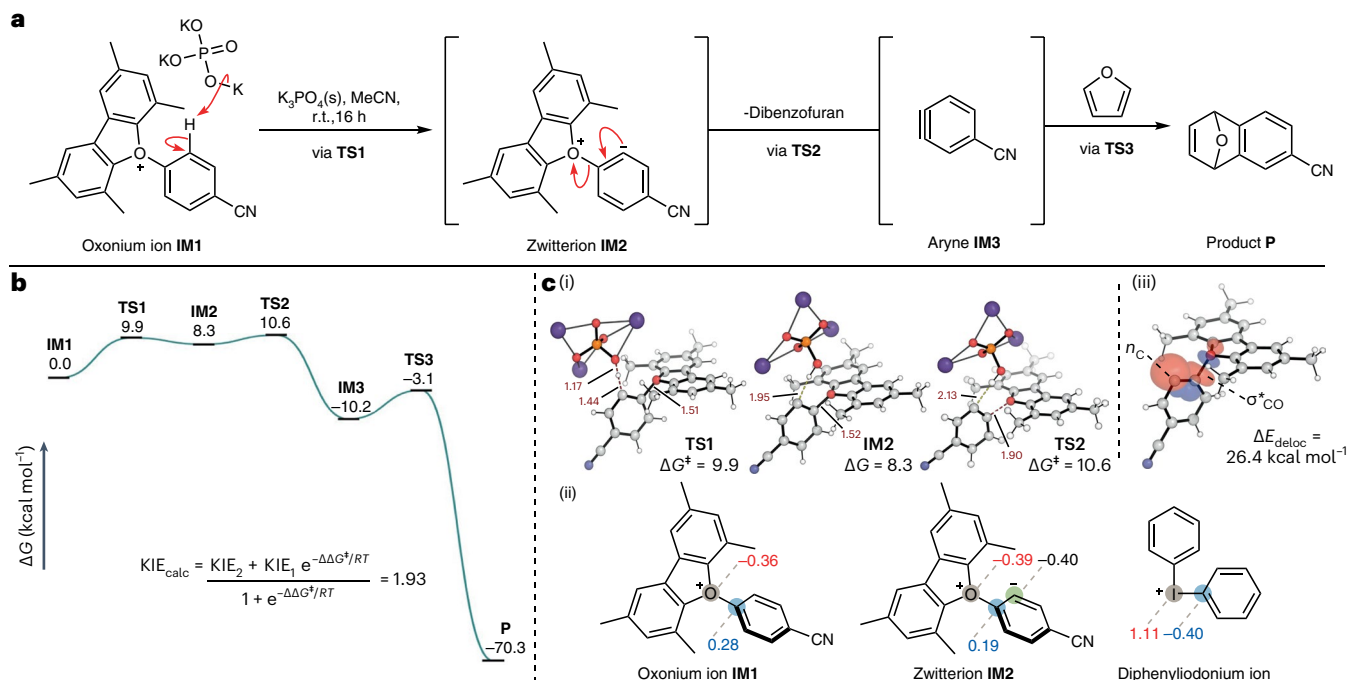 a
KO
KO
P
O
O
K
H
O
+
CN
K3PO4(s), MeCN,
r.t.,16 h
via TS1
O
+
−
CN
-Dibenzofuran
via TS2
CN
O
via TS3
O
CN
Oxonium ion IM1
Zwitterion IM2
Aryne IM3
Product P
b
ΔG (kcal mol−1)
IM1
0.0
TS1
9.9
IM2
8.3
TS2
10.6
IM3
−10.2
TS3
−3.1
P
−70.3
KIEcalc = KIE2 + KIE1 e−ΔΔG‡/RT / 1 + e−ΔΔG‡/RT = 1.93
c
(i)
1.17
1.44
1.51
TS1
ΔG‡ = 9.9
1.95
1.52
IM2
ΔG = 8.3
2.13
1.90
TS2
ΔG‡ = 10.6
(iii)
nC
σ*CO
ΔEdeloc =
26.4 kcal mol−1
(ii)
−0.36
+
O
0.28
CN
Oxonium ion IM1
−0.39
−0.40
+
O
−
0.19
CN
Zwitterion IM2
+
I
1.11
−0.40
Diphenyliodonium ion